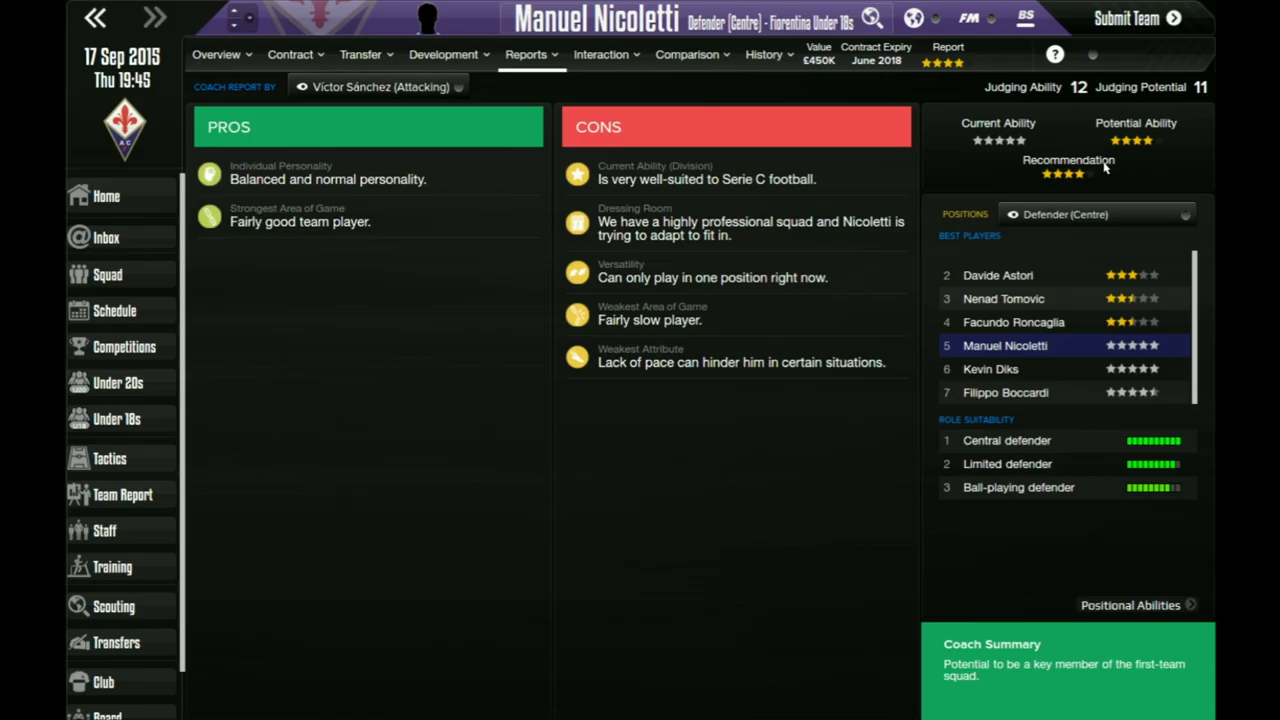 Manuel Nicoletti Defender (Centre) - Fiorentina Under 18s FM BS Submit Team
17 Sep 2015
Thu 19:45
Overview Contract Transfer Development Reports Interaction Comparison History
Value
£450K
Contract Expiry
June 2018
Report
?
COACH REPORT BY Víctor Sánchez (Attacking)
Judging Ability 12 Judging Potential 11
Home
Inbox
Squad
Schedule
Competitions
Under 20s
Under 18s
Tactics
Team Report
Staff
Training
Scouting
Transfers
Club
Board
PROS
Individual Personality
Balanced and normal personality.
Strongest Area of Game
Fairly good team player.
CONS
Current Ability (Division)
Is very well-suited to Serie C football.
Dressing Room
We have a highly professional squad and Nicoletti is
trying to adapt to fit in.
Versatility
Can only play in one position right now.
Weakest Area of Game
Fairly slow player.
Weakest Attribute
Lack of pace can hinder him in certain situations.
Current Ability
Potential Ability
Recommendation
POSITIONS Defender (Centre)
BEST PLAYERS
2 Davide Astori
3 Nenad Tomovic
4 Facundo Roncaglia
5 Manuel Nicoletti
6 Kevin Diks
7 Filippo Boccardi
ROLE SUITABILITY
1 Central defender
2 Limited defender
3 Ball-playing defender
Positional Abilities
Coach Summary
Potential to be a key member of the first-team
squad.